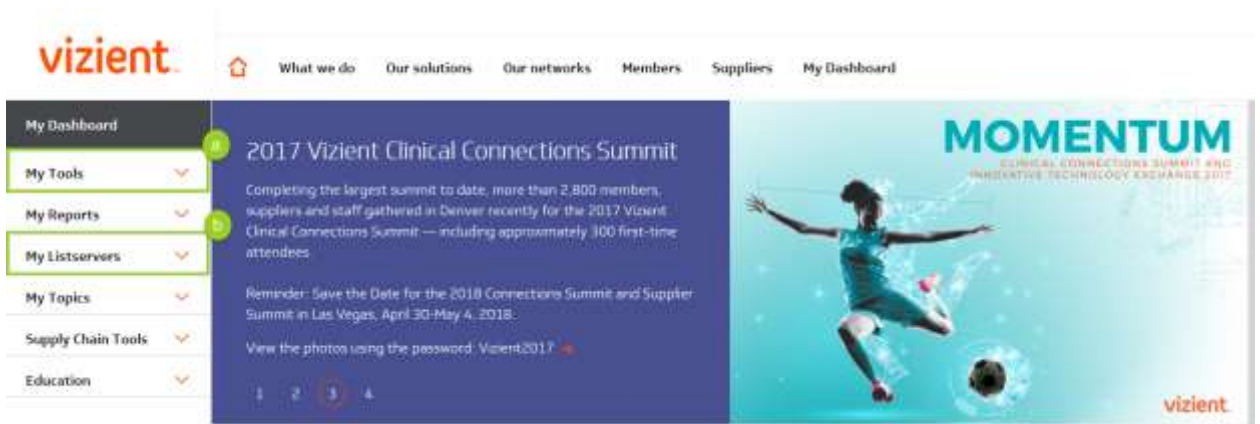 vizient
What we do Our solutions Our networks Members Suppliers My Dashboard
My Dashboard
a
My Tools
My Reports
b
My Listservers
My Topics
Supply Chain Tools
Education
2017 Vizient Clinical Connections Summit
Completing the largest summit to date, more than 2,800 members,
suppliers and staff gathered in Denver recently for the 2017 Vizient
Clinical Connections Summit — including approximately 300 first-time
attendees.
Reminder: Save the Date for the 2018 Connections Summit and Supplier
Summit in Las Vegas, April 30-May 4, 2018.
View the photos using the password: Vizient2017
1 2 3 4
MOMENTUM
CLINICAL CONNECTIONS SUMMIT AND
INNOVATIVE TECHNOLOGY EXCHANGE 2017
vizient